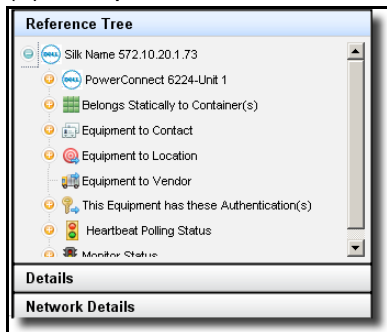 Reference Tree
Silk Name 572.10.20.1.73
PowerConnect 6224-Unit 1
Belongs Statically to Container(s)
Equipment to Contact
Equipment to Location
Equipment to Vendor
This Equipment has these Authentication(s)
Heartbeat Polling Status
Monitor Status
Details
Network Details